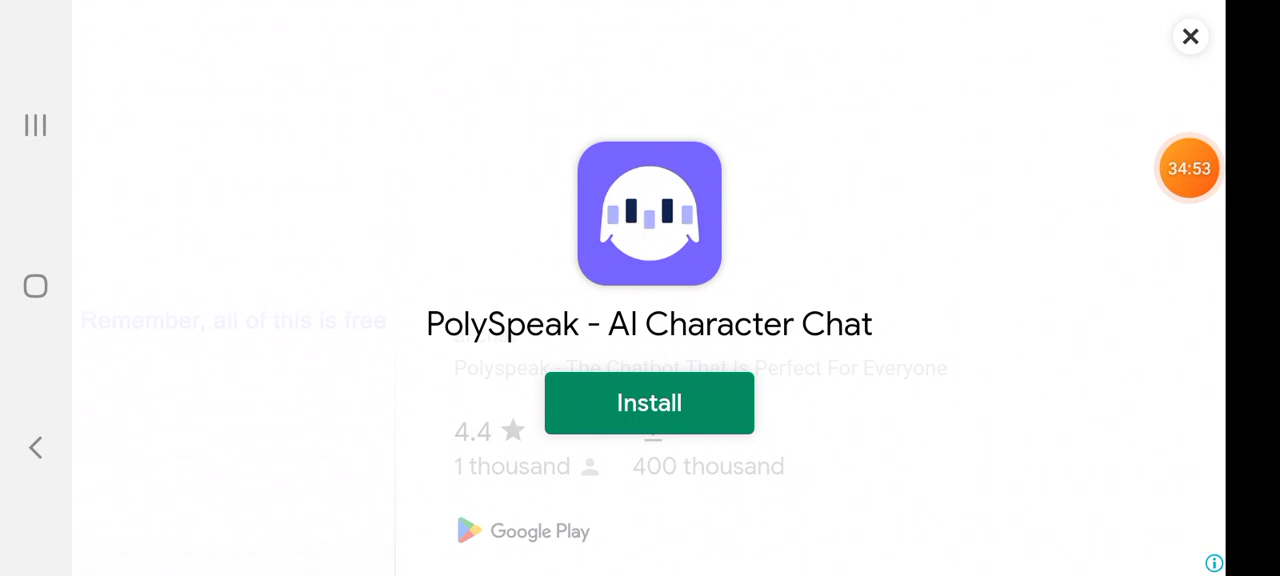 34:53
Remember, all of this is free
PolySpeak - AI Character Chat
Polyspeak - The Chatbot That Is Perfect For Everyone
Install
4.4
1 thousand
400 thousand
Google Play